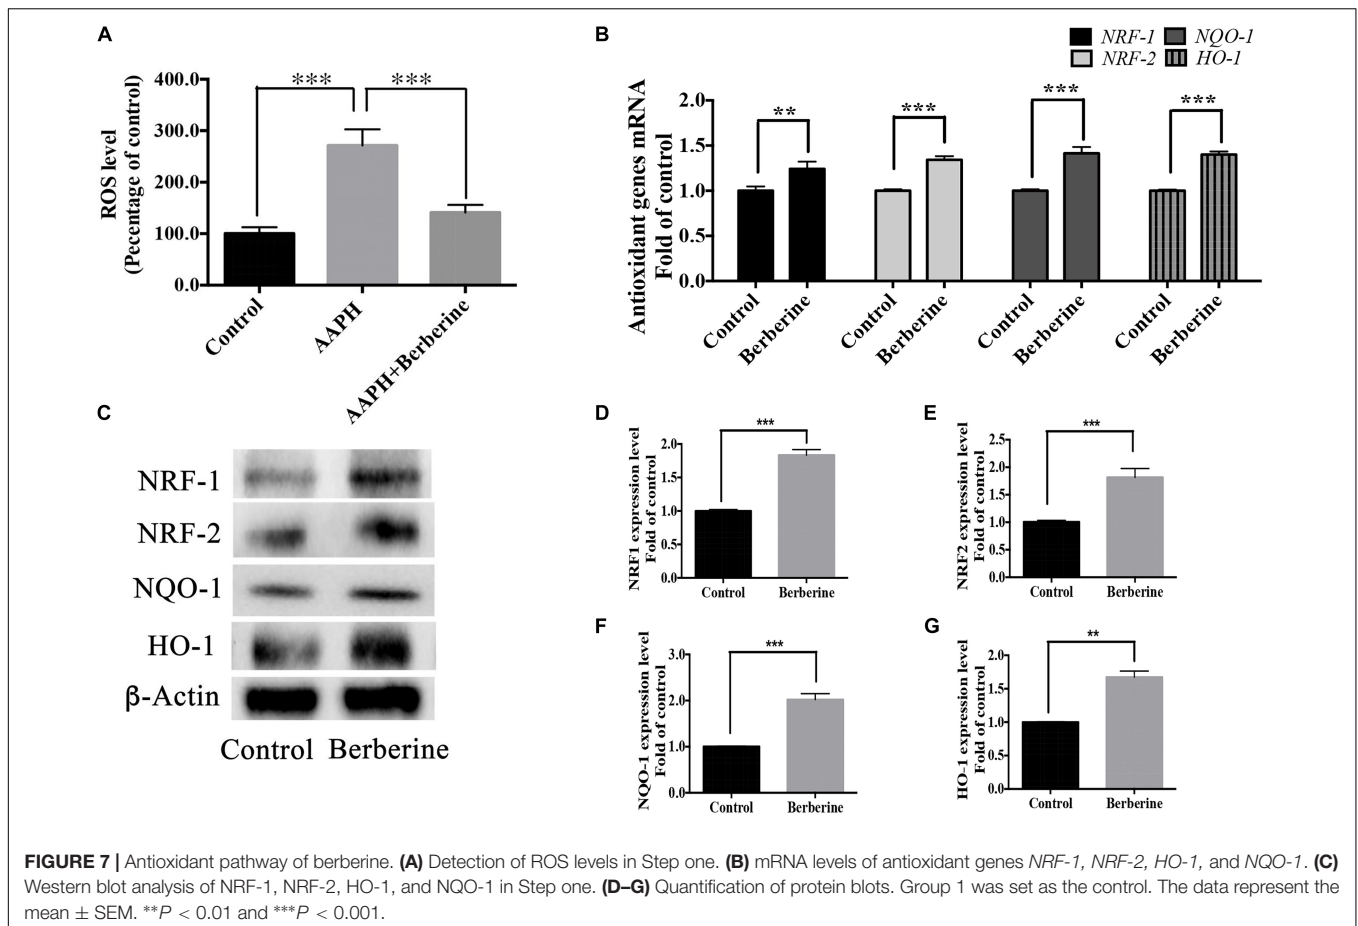 A
400.0
300.0
200.0
100.0
0.0
ROS level
(Pecentage of control)
***
***
Control
AAPH
AAPH+Berberine
B
NRF-1
NQO-1
NRF-2
HO-1
Antioxidant genes mRNA
Fold of control
2.0
1.5
1.0
0.5
0.0
**
***
***
***
Control
Berberine
Control
Berberine
Control
Berberine
Control
Berberine
C
NRF-1
NRF-2
NQO-1
HO-1
β-Actin
Control Berberine
D
NRF1 expression level
Fold of control
2.0
1.5
1.0
0.5
0.0
***
Control
Berberine
E
NRF2 expression level
Fold of control
2.5
2.0
1.5
1.0
0.5
0.0
***
Control
Berberine
F
NQO-1 expression level
Fold of control
3.0
2.0
1.0
0.0
***
Control
Berberine
G
HO-1 expression level
Fold of control
2.0
1.5
1.0
0.5
0.0
**
Control
Berberine
FIGURE 7 | Antioxidant pathway of berberine. (A) Detection of ROS levels in Step one. (B) mRNA levels of antioxidant genes NRF-1, NRF-2, HO-1, and NQO-1. (C)
Western blot analysis of NRF-1, NRF-2, HO-1, and NQO-1 in Step one. (D–G) Quantification of protein blots. Group 1 was set as the control. The data represent the
mean ± SEM. **P < 0.01 and ***P < 0.001.